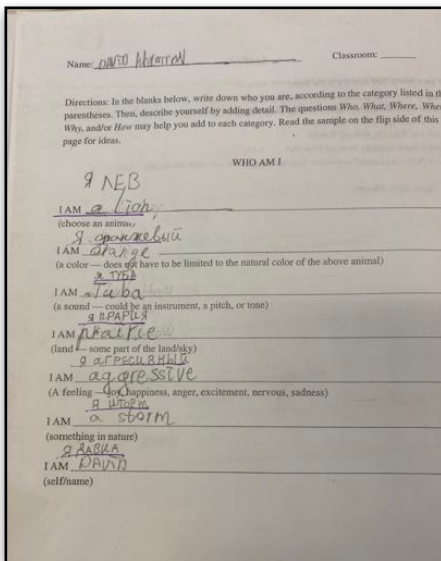 Name: DAVID
Classroom:
Directions: In the blanks below, write down who you are, according to the category listed in
parentheses. Then, describe yourself by adding detail. The questions Who, What, Where,
Why, and/or How may help you add to each category. Read the sample on the flip side of this
page for ideas.
WHO AM I
Я ЛЕВ
I AM a lion,
(choose an animal,
Я оранжевый
I AM orange
(a color — does not have to be limited to the natural color of the above animal)
Я ТУБА
I AM a Tuba
(a sound — could be an instrument, a pitch, or tone)
Я ПРАРИЯ
I AM prairie
(land — some part of the land/sky)
Я АГРЕСИВНЫЙ
I AM aggressive
(A feeling — joy, happiness, anger, excitement, nervous, sadness)
Я ШТОРМ
I AM a storm
(something in nature)
Я
I AM DAVID
(self/name)